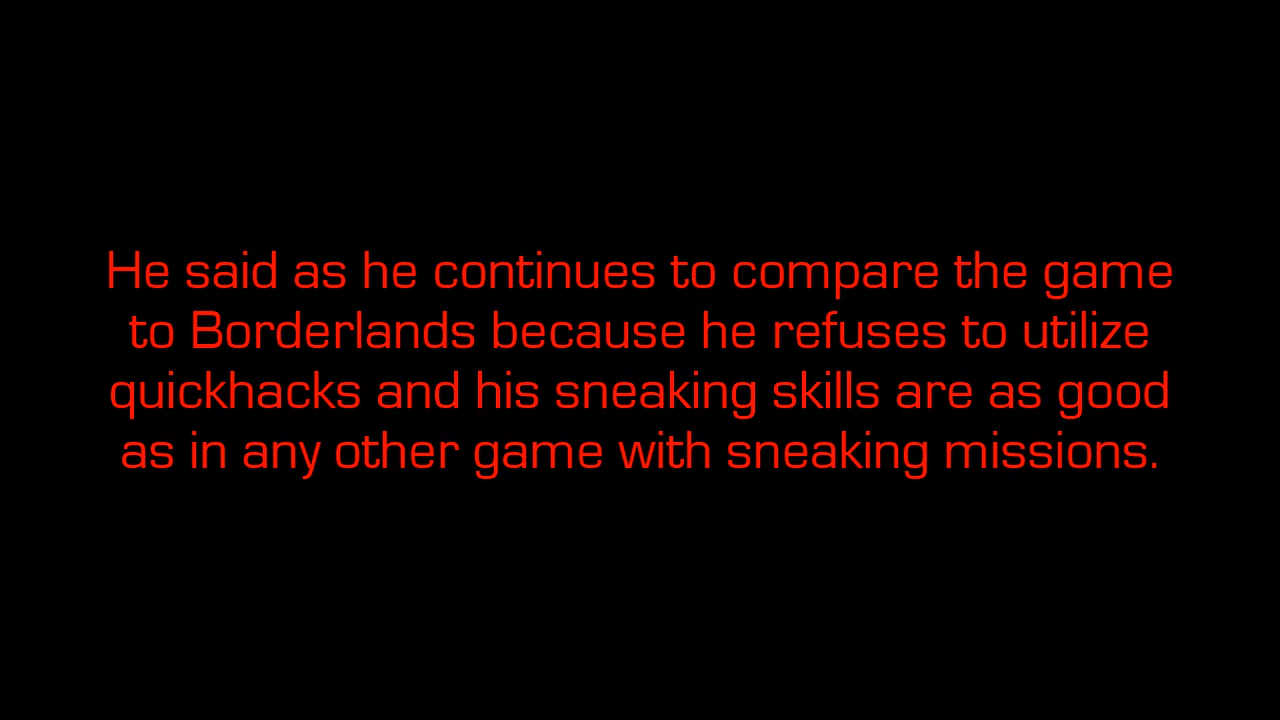 He said as he continues to compare the game
to Borderlands because he refuses to utilize
quickhacks and his sneaking skills are as good
as in any other game with sneaking missions.